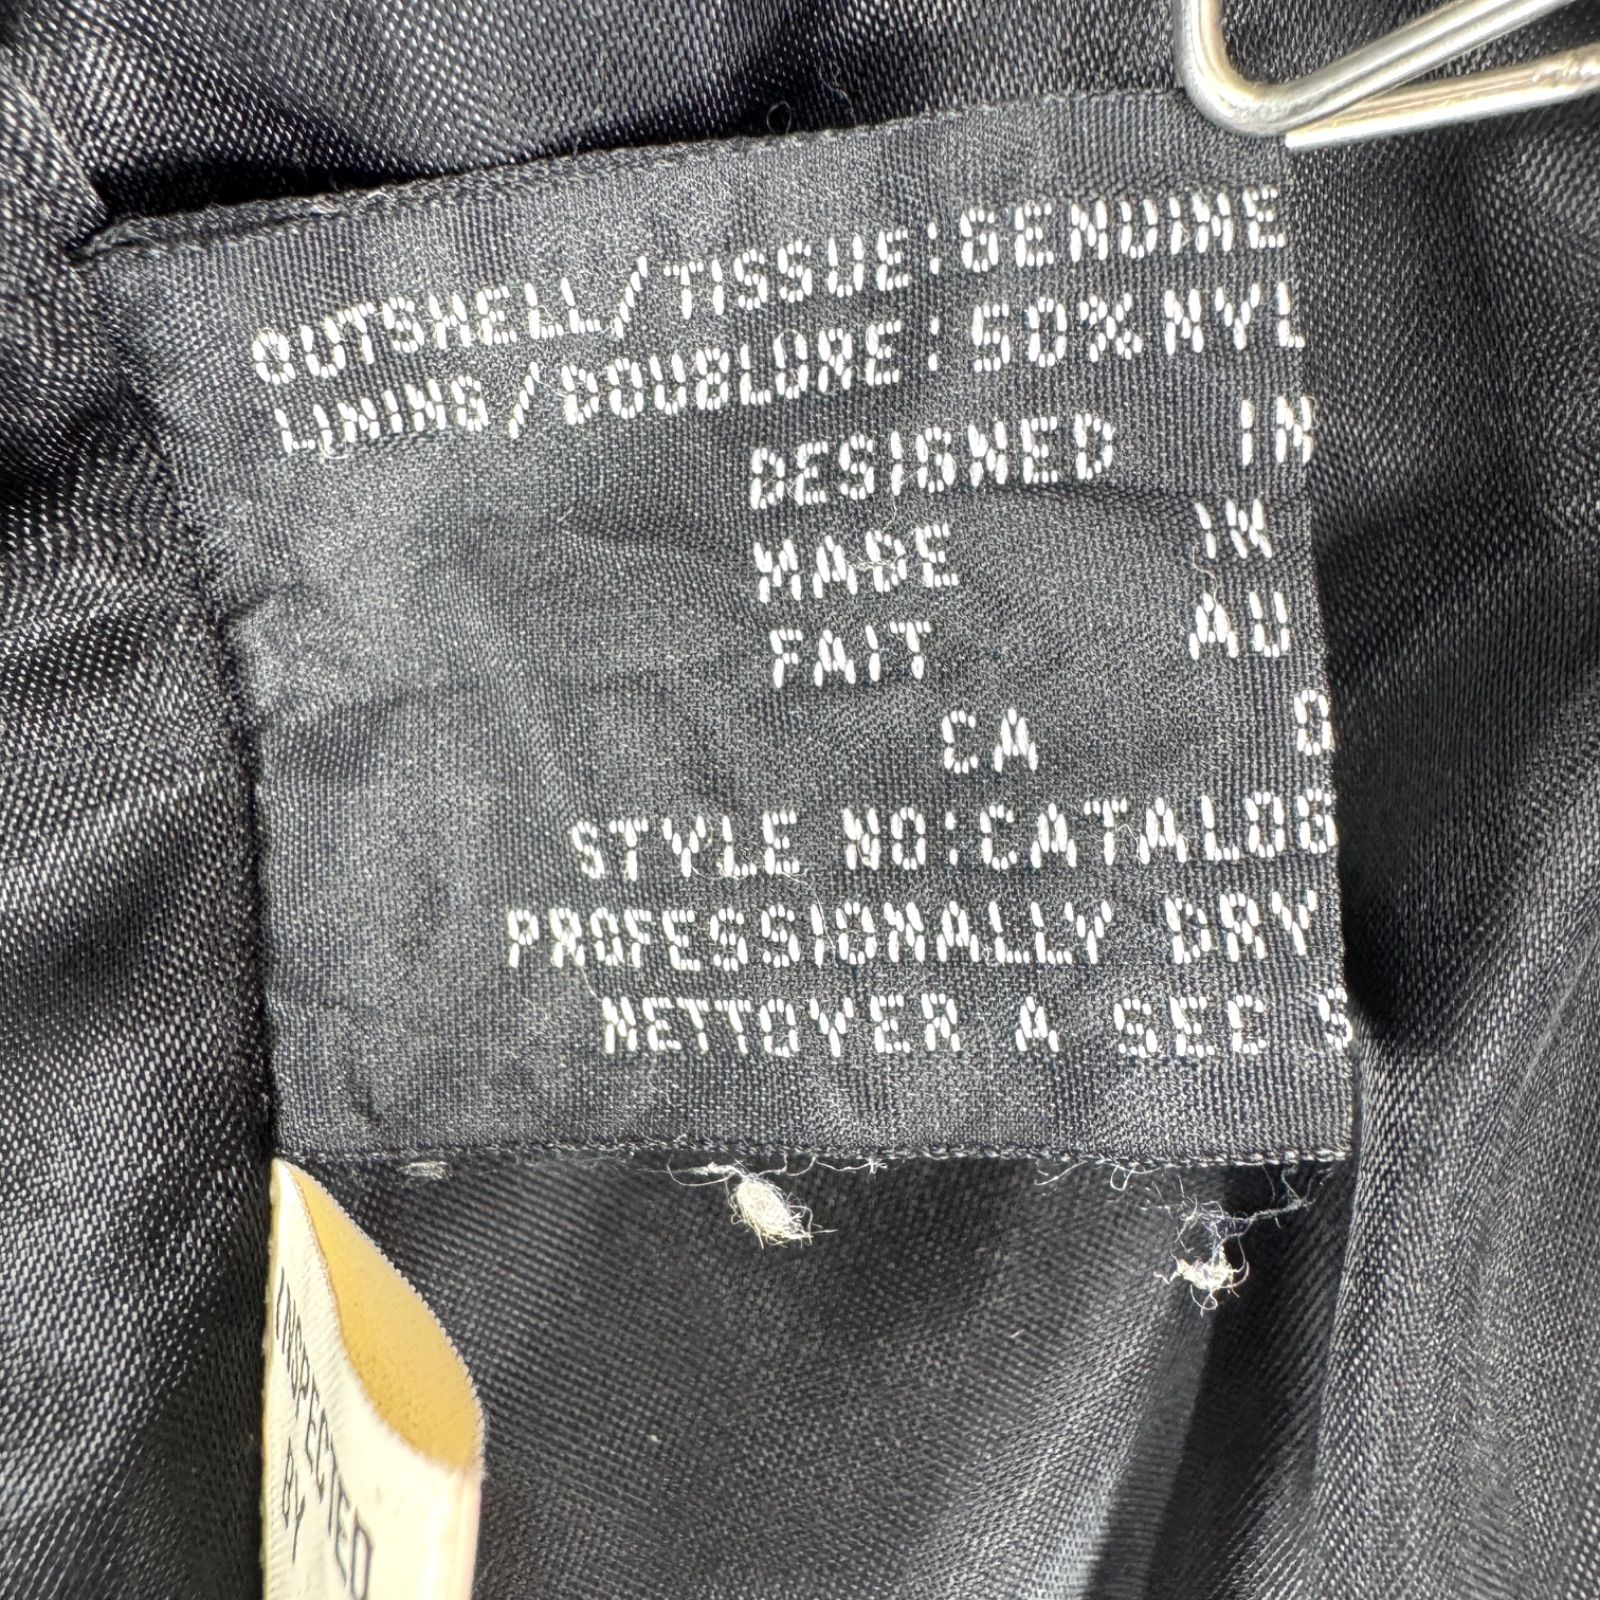 OUTSHELL/TISSUE:GENUINE
LINING/DOUBLURE:50%NYL
DESIGNED IN
MADE IN
FAIT AU
CA 0
STYLE NO:CATALOG
PROFESSIONALLY DRY
NETTOYER A SEC S
INSPECTED
BY